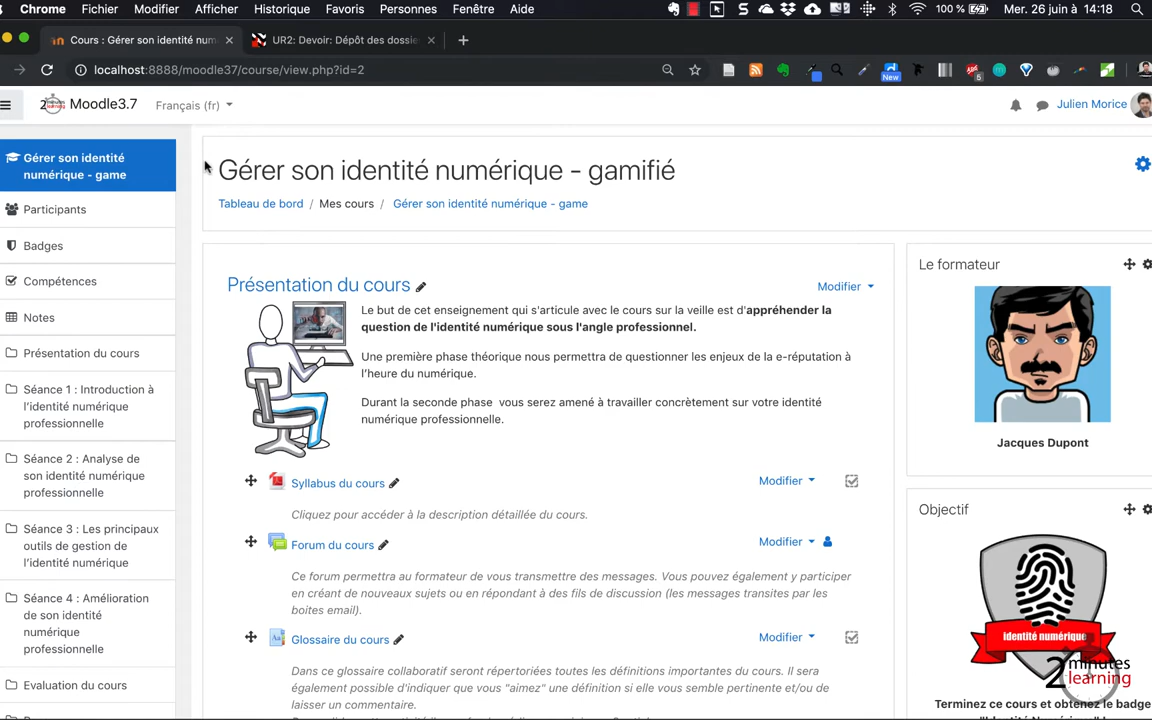 Chrome Fichier Modifier Afficher Historique Favoris Personnes Fenêtre Aide 100 % Mer. 26 juin à 14:18
Cours : Gérer son identité num
UR2: Devoir: Dépôt des dossie
localhost:8888/moodle37/course/view.php?id=2
New
5
2 Moodle3.7 Français (fr) Julien Morice
Gérer son identité
numérique - game
Participants
Badges
Compétences
Notes
Présentation du cours
Séance 1 : Introduction à
l'identité numérique
professionnelle
Séance 2 : Analyse de
son identité numérique
professionnelle
Séance 3 : Les principaux
outils de gestion de
l'identité numérique
Séance 4 : Amélioration
de son identité
numérique
professionnelle
Evaluation du cours
Gérer son identité numérique - gamifié
Tableau de bord / Mes cours / Gérer son identité numérique - game
Présentation du cours Modifier
Le but de cet enseignement qui s'articule avec le cours sur la veille est d'appréhender la
question de l'identité numérique sous l'angle professionnel.
Une première phase théorique nous permettra de questionner les enjeux de la e-réputation à
l'heure du numérique.
Durant la seconde phase vous serez amené à travailler concrètement sur votre identité
numérique professionnelle.
Syllabus du cours Modifier
Cliquez pour accéder à la description détaillée du cours.
Forum du cours Modifier
Ce forum permettra au formateur de vous transmettre des messages. Vous pouvez également y participer
en créant de nouveaux sujets ou en répondant à des fils de discussion (les messages transites par les
boites email).
Glossaire du cours Modifier
Dans ce glossaire collaboratif seront répertoriées toutes les définitions importantes du cours. Il sera
également possible d'indiquer que vous "aimez" une définition si elle vous semble pertinente et/ou de
laisser un commentaire.
Le formateur
Jacques Dupont
Objectif
Identité numérique
2 minutes
learning
Terminez ce cours et obtenez le badge